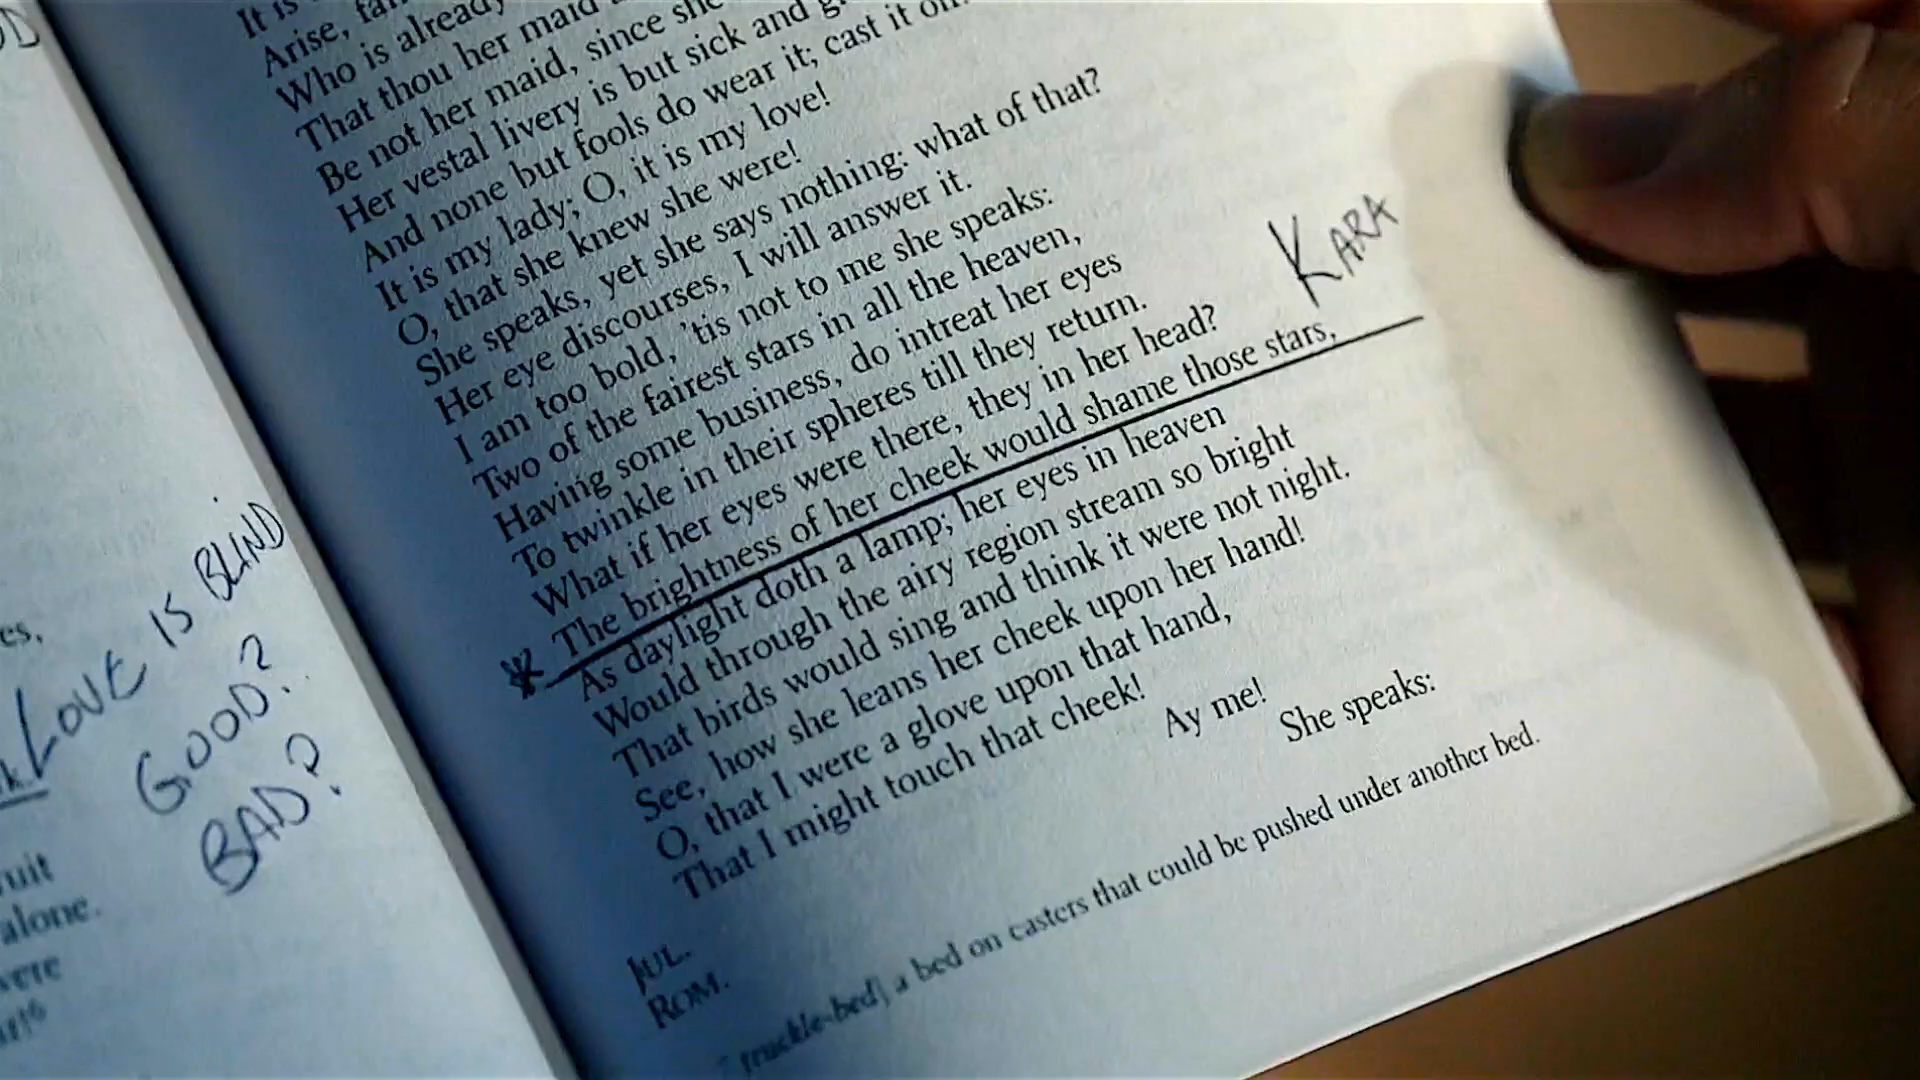 LOVE IS BLIND
GOOD?
BAD?
uit
alone.
It is
Arise,
Who is already
That thou her maid
Be not her maid, since she
Her vestal livery is but sick and
And none but fools do wear it; cast it
It is my lady; O, it is my love!
O, that she knew she were!
She speaks, yet she says nothing: what of that?
Her eye discourses, I will answer it.
I am too bold, 'tis not to me she speaks:
Two of the fairest stars in all the heaven,
Having some business, do intreat her eyes
To twinkle in their spheres till they return.
What if her eyes were there, they in her head?
KARA
The brightness of her cheek would shame those stars,
As daylight doth a lamp; her eyes in heaven
Would through the airy region stream so bright
That birds would sing and think it were not night.
See, how she leans her cheek upon her hand!
O, that I were a glove upon that hand,
That I might touch that cheek!
JUL. Ay me!
ROM. She speaks:
truckle-bed] a bed on casters that could be pushed under another bed.